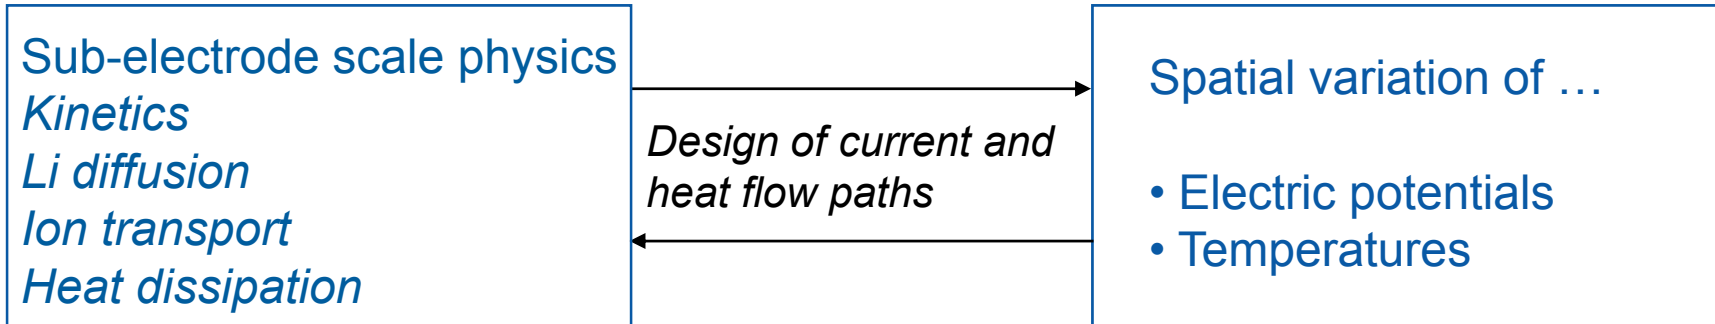 Sub-electrode scale physics
Kinetics
Li diffusion
Ion transport
Heat dissipation
Design of current and
heat flow paths
Spatial variation of …
• Electric potentials
• Temperatures